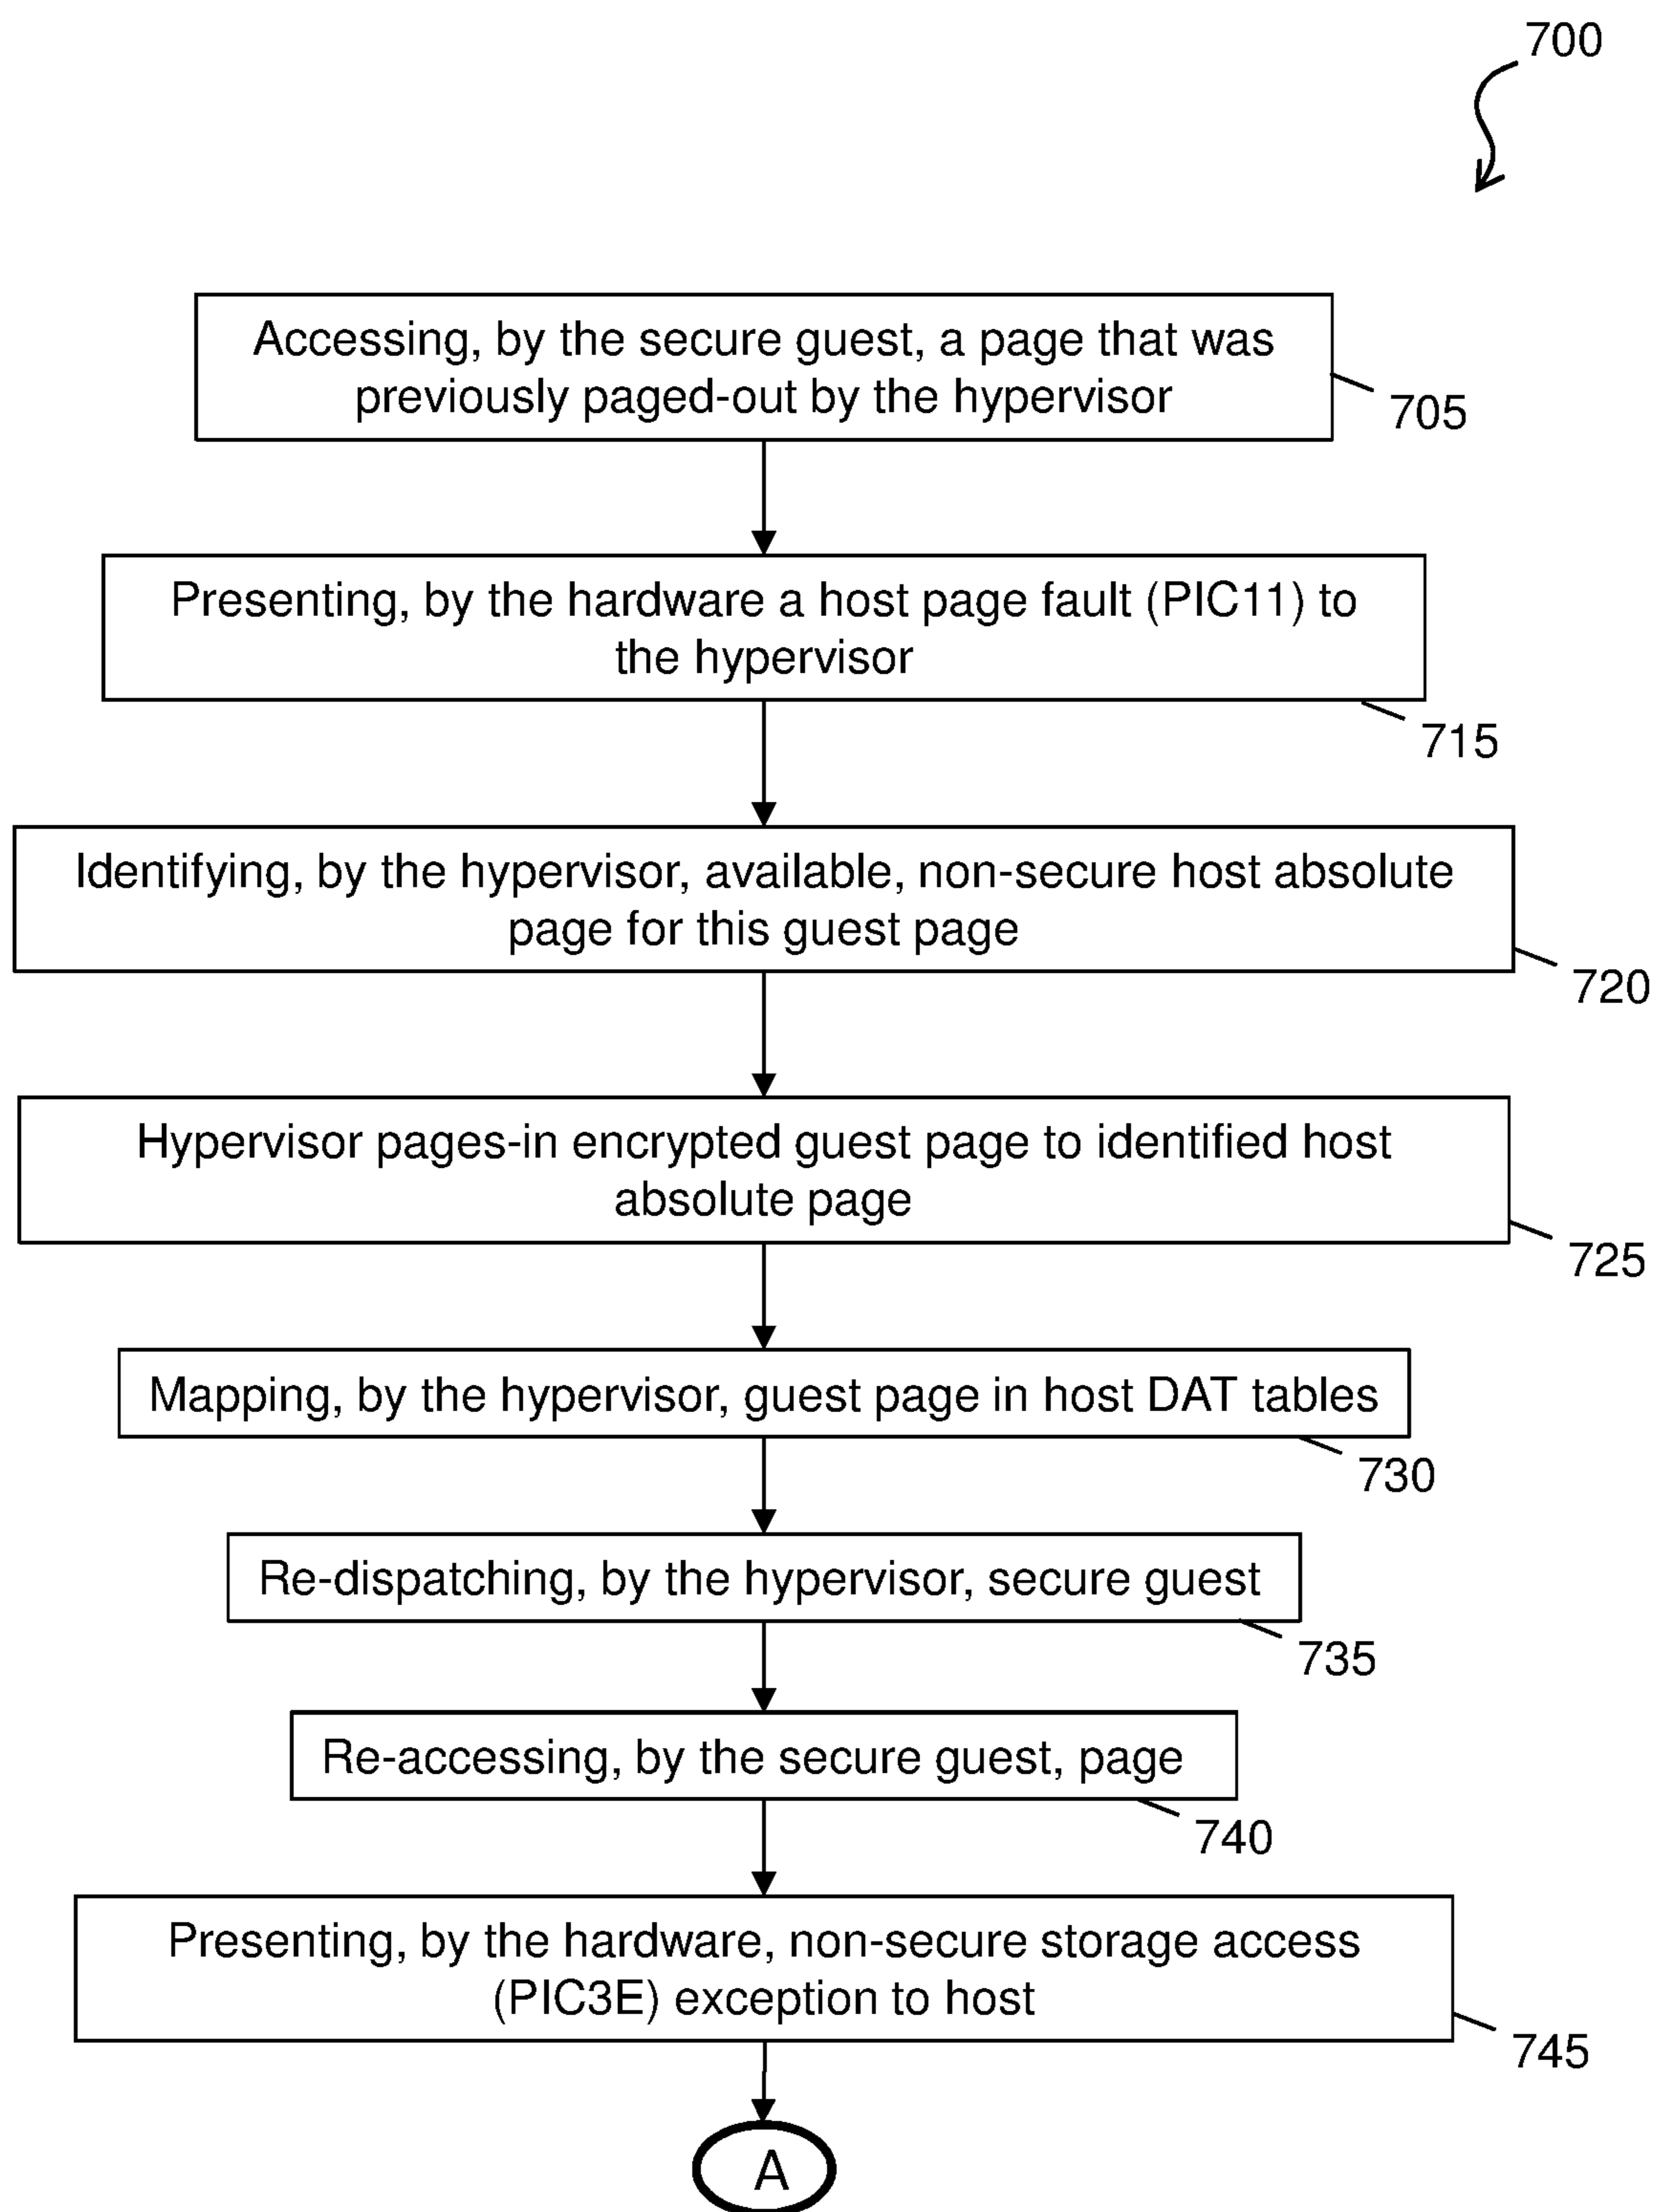 700
Accessing, by the secure guest, a page that was
previously paged-out by the hypervisor
705
Presenting, by the hardware a host page fault (PIC11) to
the hypervisor
715
Identifying, by the hypervisor, available, non-secure host absolute
page for this guest page
720
Hypervisor pages-in encrypted guest page to identified host
absolute page
725
Mapping, by the hypervisor, guest page in host DAT tables
730
Re-dispatching, by the hypervisor, secure guest
735
Re-accessing, by the secure guest, page
740
Presenting, by the hardware, non-secure storage access
(PIC3E) exception to host
745
A